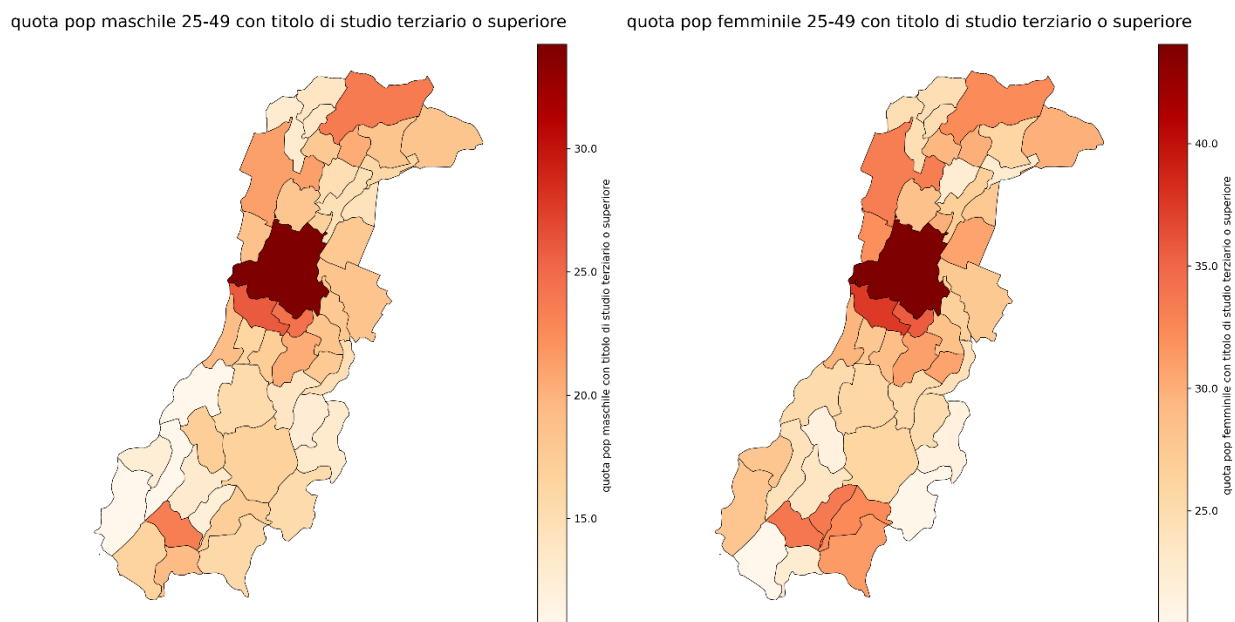 quota pop maschile 25-49 con titolo di studio terziario o superiore
30.0
25.0
20.0
15.0
quota pop maschile con titolo di studio terziario o superiore
quota pop femminile 25-49 con titolo di studio terziario o superiore
40.0
35.0
30.0
25.0
quota pop femminile con titolo di studio terziario o superiore